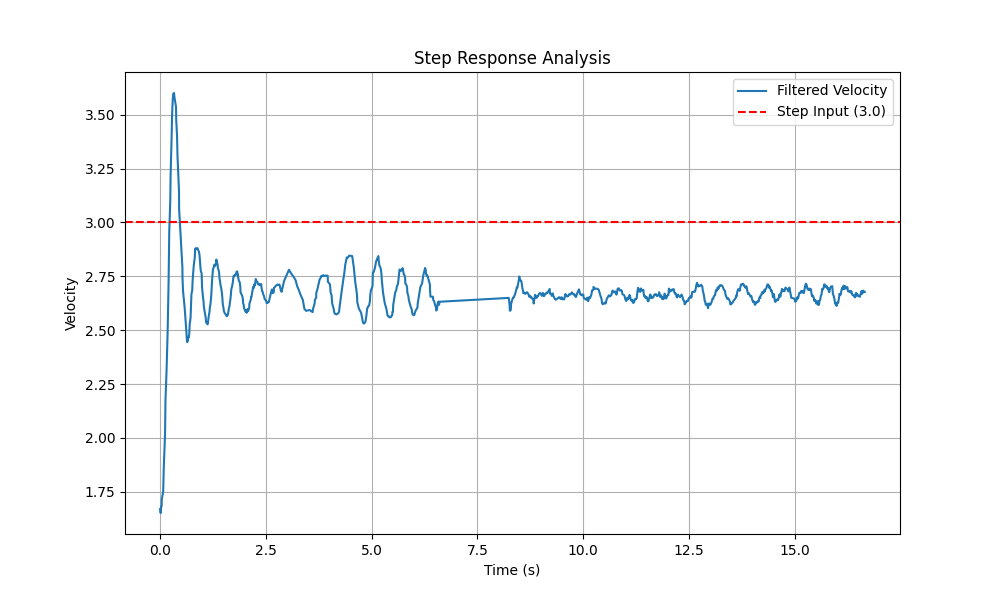 Step Response Analysis
Filtered Velocity
Step Input (3.0)
Velocity
3.50
3.25
3.00
2.75
2.50
2.25
2.00
1.75
0.0 2.5 5.0 7.5 10.0 12.5 15.0
Time (s)